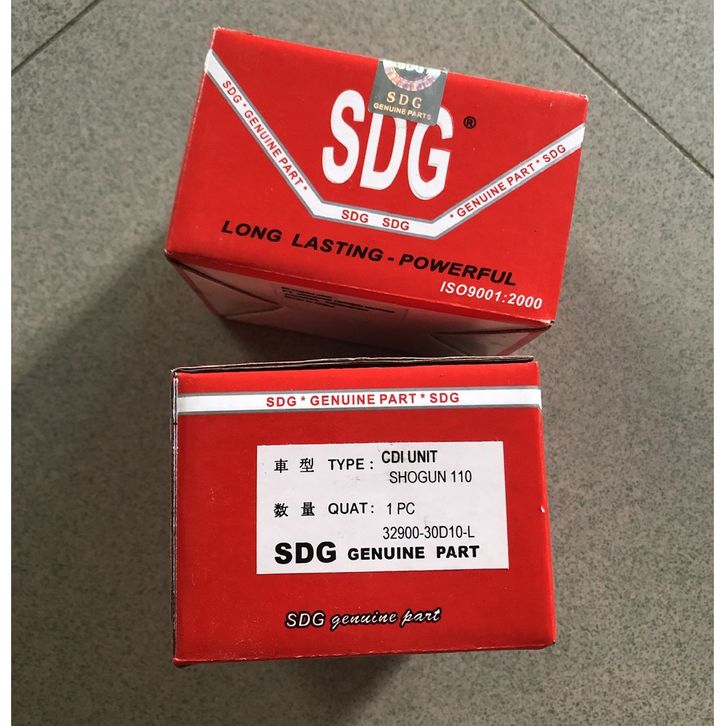 SDG
SDG
GENUINE PARTS
SDG®
SDG * GENUINE PART *
SDG SDG
* GENUINE PART * SDG
LONG LASTING - POWERFUL
ISO9001:2000
SDG * GENUINE PART * SDG
車型 TYPE : CDI UNIT
SHOGUN 110
数量 QUAT : 1 PC
32900-30D10-L
SDG GENUINE PART
SDG genuine part